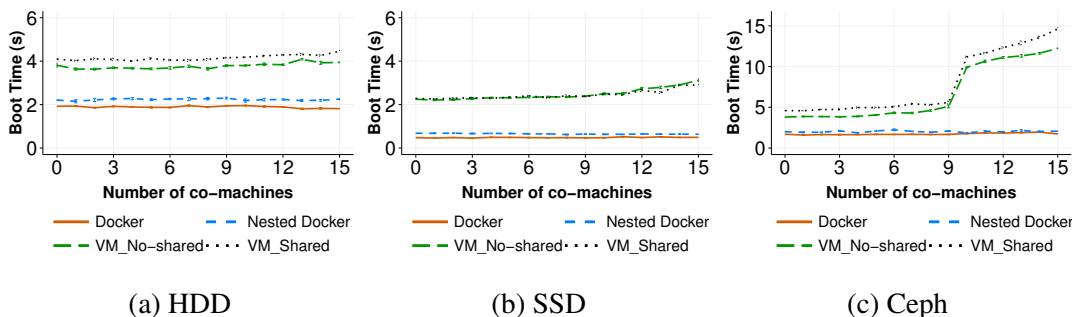 6
4
2
0
Boot Time (s)
0 3 6 9 12 15
Number of co−machines
Docker Nested Docker
VM_No−shared VM_Shared
(a) HDD
6
4
2
0
Boot Time (s)
0 3 6 9 12 15
Number of co−machines
Docker Nested Docker
VM_No−shared VM_Shared
(b) SSD
15
10
5
0
Boot Time (s)
0 3 6 9 12 15
Number of co−machines
Docker Nested Docker
VM_No−shared VM_Shared
(c) Ceph